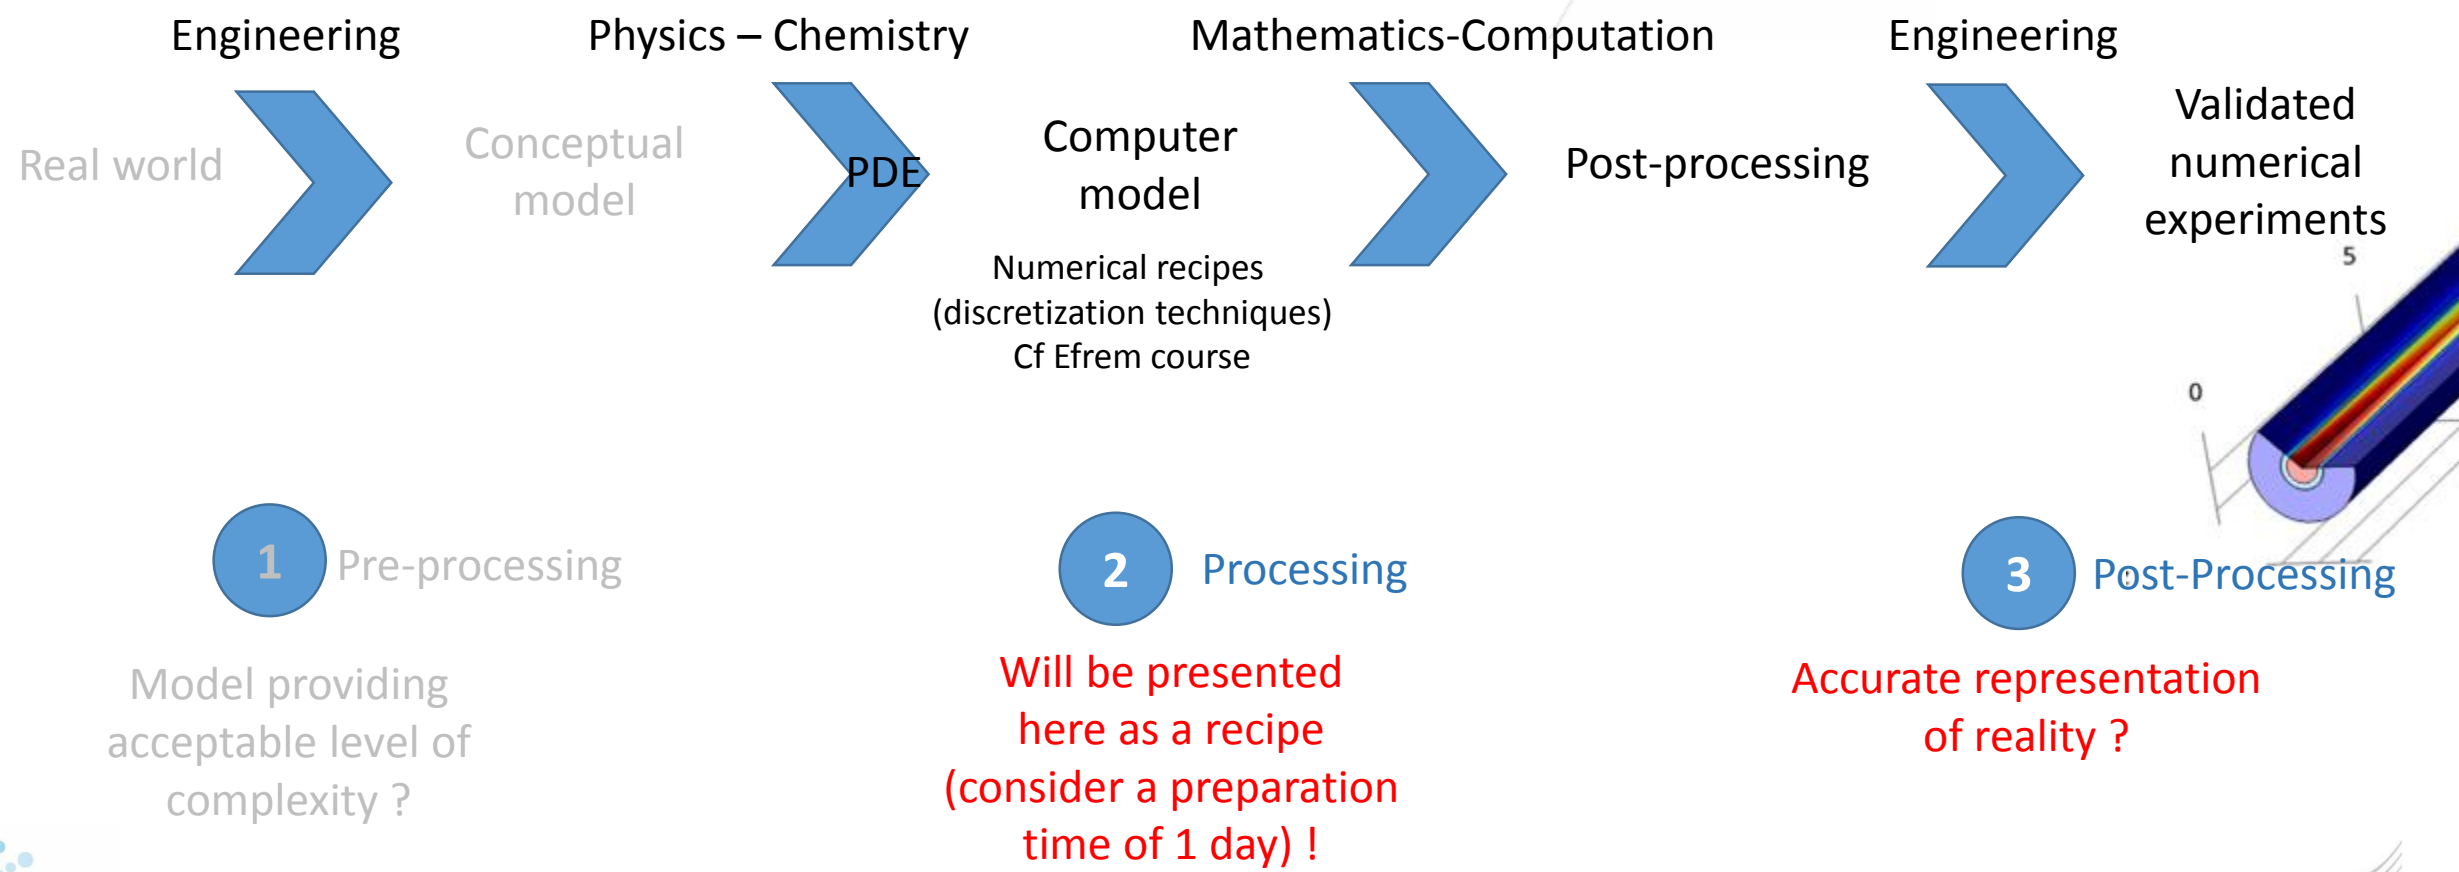 Engineering
Physics – Chemistry
Mathematics-Computation
Engineering
Real world
Conceptual
model
PDE
Computer
model
Numerical recipes
(discretization techniques)
Cf Efrem course
Post-processing
Validated
numerical
experiments
5
0
1
Pre-processing
2
Processing
3
Post-Processing
Model providing
acceptable level of
complexity ?
Will be presented
here as a recipe
(consider a preparation
time of 1 day) !
Accurate representation
of reality ?